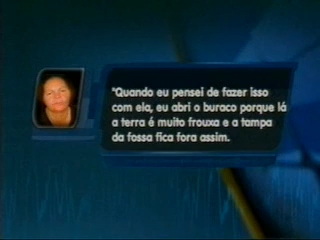 "Quando eu pensei de fazer isso
com ela, eu abri o buraco porque lá
a terra é muito frouxa e a tampa
da fossa fica fora assim.